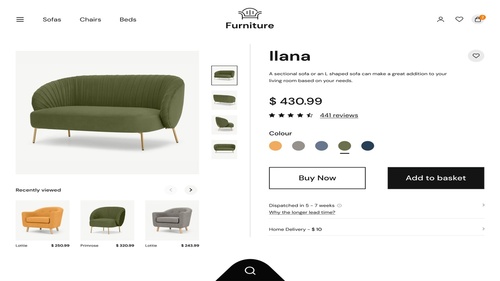 Sofas
Chairs
Beds
Furniture
Ilana
A sectional sofa or an L shaped sofa can make a great addition to your
living room based on your needs.
$ 430.99
441 reviews
Colour
Buy Now
Add to basket
Dispatched in 5 - 7 weeks
Why the longer lead time?
Home Delivery - $ 10
Recently viewed
Lottie $ 250.99
Primrose $ 320.99
Lottie $ 243.99